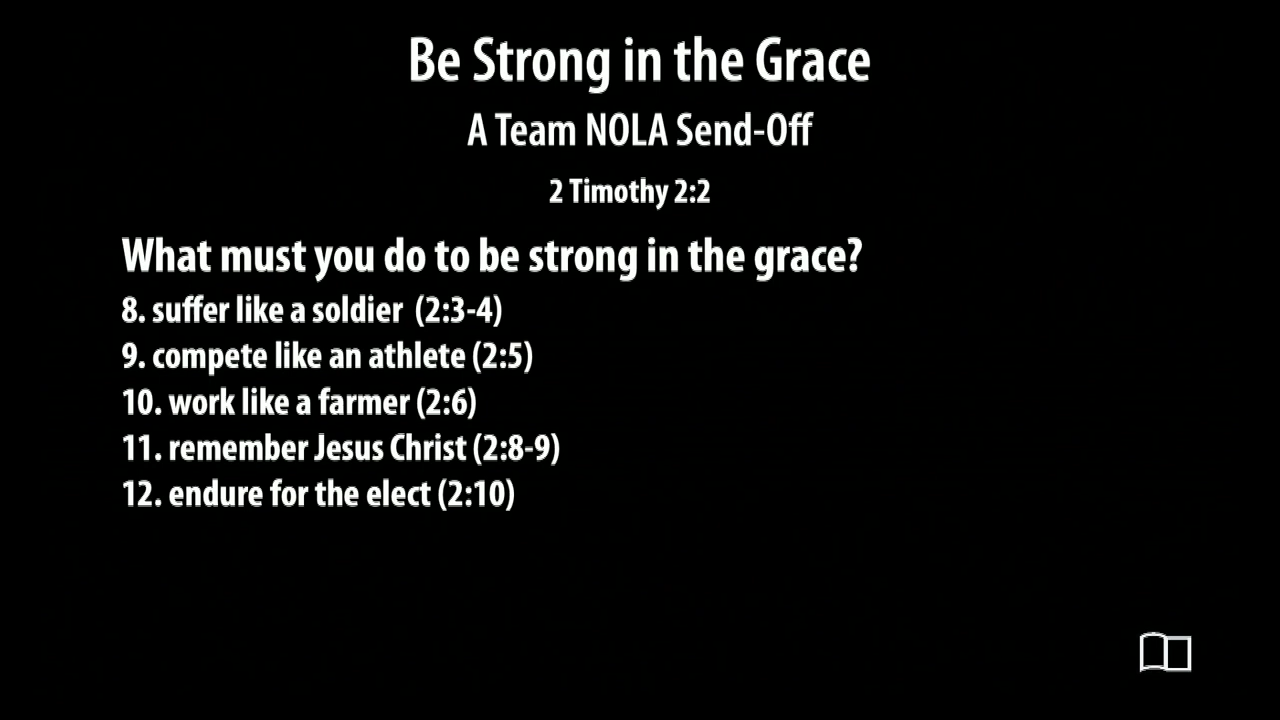 Be Strong in the Grace
A Team NOLA Send-Off
2 Timothy 2:2
What must you do to be strong in the grace?
8. suffer like a soldier (2:3-4)
9. compete like an athlete (2:5)
10. work like a farmer (2:6)
11. remember Jesus Christ (2:8-9)
12. endure for the elect (2:10)